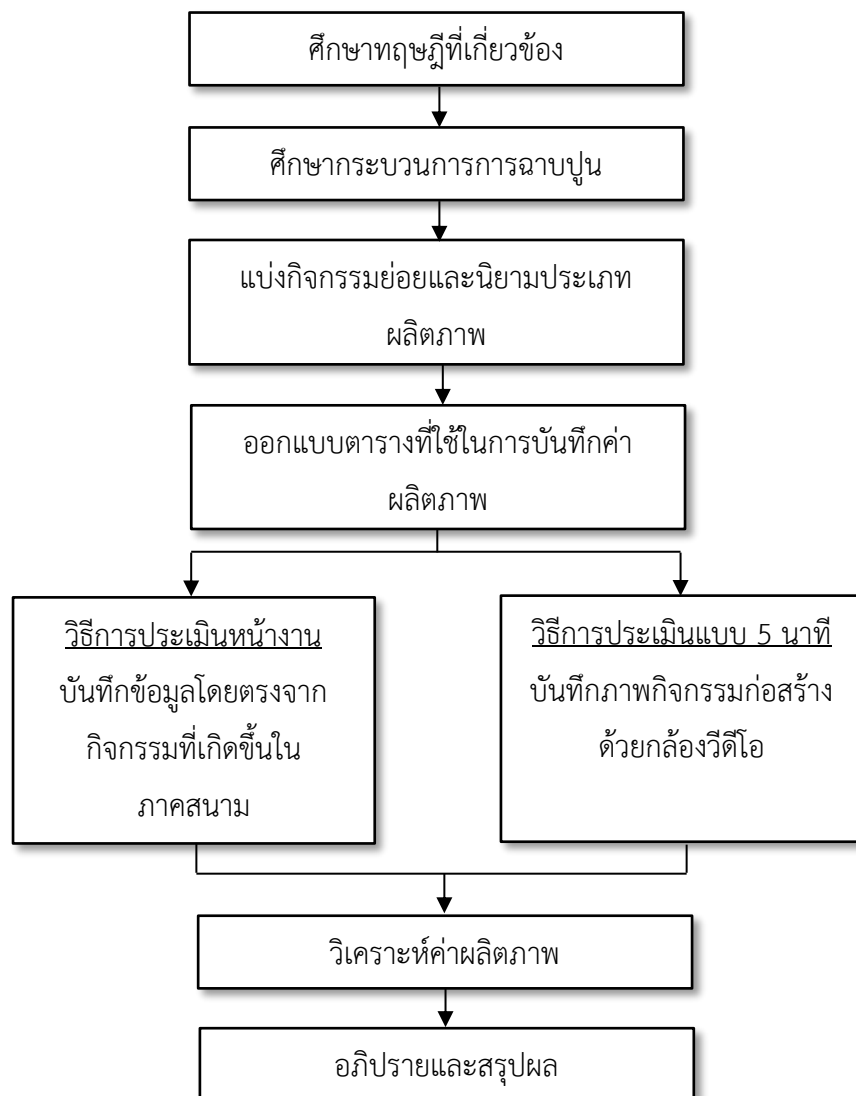 ศึกษาทฤษฎีที่เกี่ยวข้อง
ศึกษากระบวนการการฉาบปูน
แบ่งกิจกรรมย่อยและนิยามประเภท
ผลิตภาพ
ออกแบบตารางที่ใช้ในการบันทึกค่า
ผลิตภาพ
วิธีการประเมินหน้างาน
บันทึกข้อมูลโดยตรงจาก
กิจกรรมที่เกิดขึ้นใน
ภาคสนาม
วิธีการประเมินแบบ 5 นาที
บันทึกภาพกิจกรรมก่อสร้าง
ด้วยกล้องวีดีโอ
วิเคราะห์ค่าผลิตภาพ
อภิปรายและสรุปผล